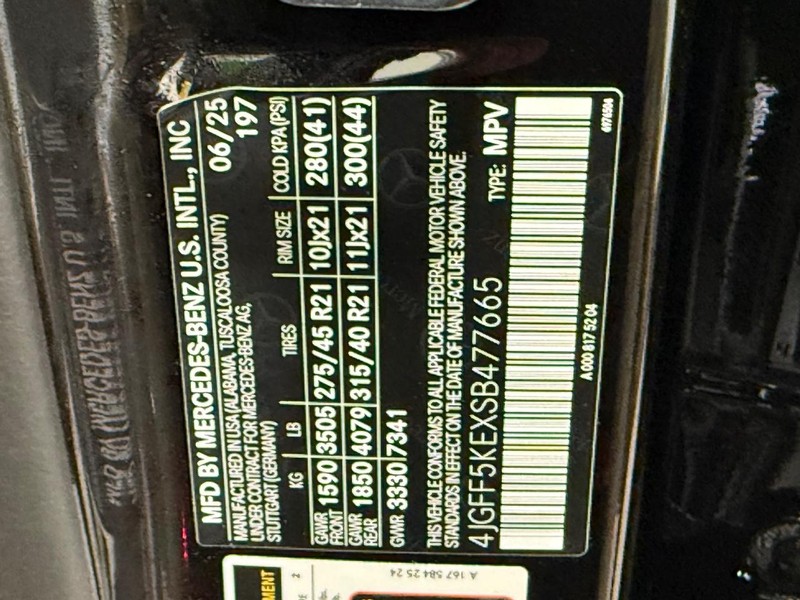 MFD BY MERCEDES-BENZ U.S. INTL., INC
MANUFACTURED IN USA (ALABAMA, TUSCALOOSA COUNTY) 06/25
UNDER CONTRACT FOR MERCEDES-BENZ AG, 197
STUTTGART (GERMANY)
KG LB TIRES RIM SIZE COLD KPA(PSI)
GAWR FRONT 1590 3505 275/45 R21 10Jx21 280(41)
GAWR REAR 1850 4079 315/40 R21 11Jx21 300(44)
GVWR 3330 7341
THIS VEHICLE CONFORMS TO ALL APPLICABLE FEDERAL MOTOR VEHICLE SAFETY
STANDARDS IN EFFECT ON THE DATE OF MANUFACTURE SHOWN ABOVE.
4JGFF5KEXSB477665 TYPE: MPV
A 000 817 52 04
6976504
A 167 584 25 24
2